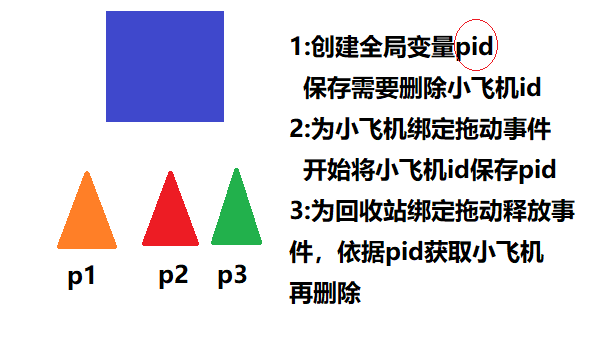 1:创建全局变量pid
保存需要删除小飞机id
2:为小飞机绑定拖动事件
开始将小飞机id保存pid
3:为回收站绑定拖动释放事
件，依据pid获取小飞机
再删除
p1 p2 p3